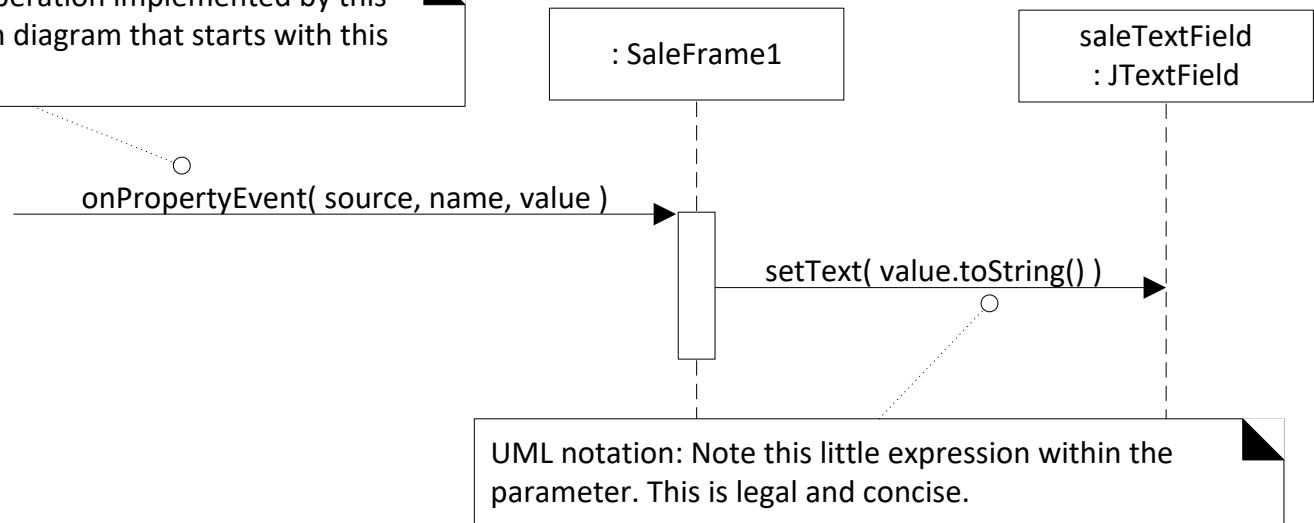 peration implemented by this
diagram that starts with this
: SaleFrame1
saleTextField
: JTextField
onPropertyEvent( source, name, value )
setText( value.toString() )
UML notation: Note this little expression within the
parameter. This is legal and concise.